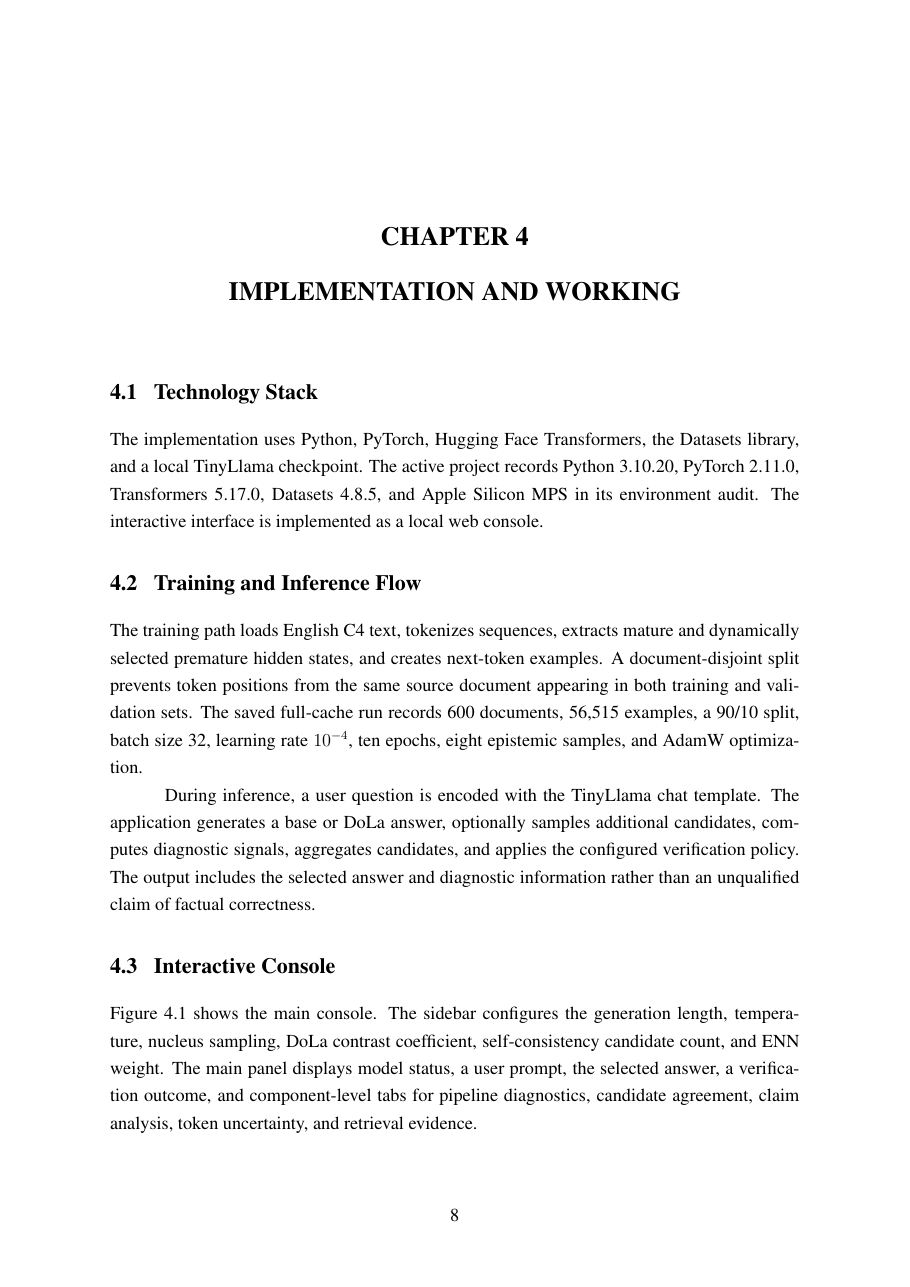 CHAPTER 4
IMPLEMENTATION AND WORKING
4.1 Technology Stack
The implementation uses Python, PyTorch, Hugging Face Transformers, the Datasets library,
and a local TinyLlama checkpoint. The active project records Python 3.10.20, PyTorch 2.11.0,
Transformers 5.17.0, Datasets 4.8.5, and Apple Silicon MPS in its environment audit. The
interactive interface is implemented as a local web console.
4.2 Training and Inference Flow
The training path loads English C4 text, tokenizes sequences, extracts mature and dynamically
selected premature hidden states, and creates next-token examples. A document-disjoint split
prevents token positions from the same source document appearing in both training and vali-
dation sets. The saved full-cache run records 600 documents, 56,515 examples, a 90/10 split,
batch size 32, learning rate 10⁻⁴, ten epochs, eight epistemic samples, and AdamW optimiza-
tion.
During inference, a user question is encoded with the TinyLlama chat template. The
application generates a base or DoLa answer, optionally samples additional candidates, com-
putes diagnostic signals, aggregates candidates, and applies the configured verification policy.
The output includes the selected answer and diagnostic information rather than an unqualified
claim of factual correctness.
4.3 Interactive Console
Figure 4.1 shows the main console. The sidebar configures the generation length, tempera-
ture, nucleus sampling, DoLa contrast coefficient, self-consistency candidate count, and ENN
weight. The main panel displays model status, a user prompt, the selected answer, a verifica-
tion outcome, and component-level tabs for pipeline diagnostics, candidate agreement, claim
analysis, token uncertainty, and retrieval evidence.
8